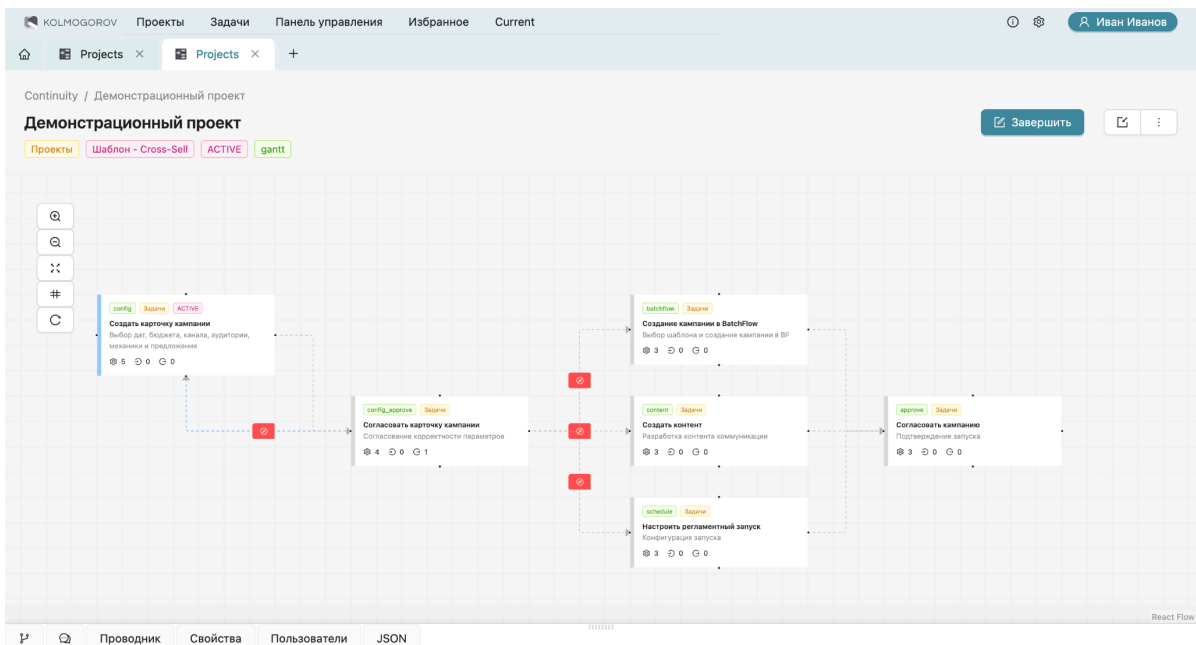 KOLMOGOROV Проекты Задачи Панель управления Избранное Current Иван Иванов
Projects Projects
Continuity / Демонстрационный проект
Демонстрационный проект
Завершить
Проекты Шаблон - Cross-Sell ACTIVE gantt
config Задачи ACTIVE
Создать карточку кампании
Выбор дат, бюджета, канала, аудитории,
механики и предложения
5 0 0
config_approve Задачи
Согласовать карточку кампании
Согласование корректности параметров
4 0 1
batchflow Задачи
Создание кампании в BatchFlow
Выбор шаблона и создание кампании в BF
3 0 0
content Задачи
Создать контент
Разработка контента коммуникации
3 0 0
schedule Задачи
Настроить регламентный запуск
Конфигурация запуска
3 0 0
approve Задачи
Согласовать кампанию
Подтверждение запуска
3 0 0
React Flow
Проводник Свойства Пользователи JSON